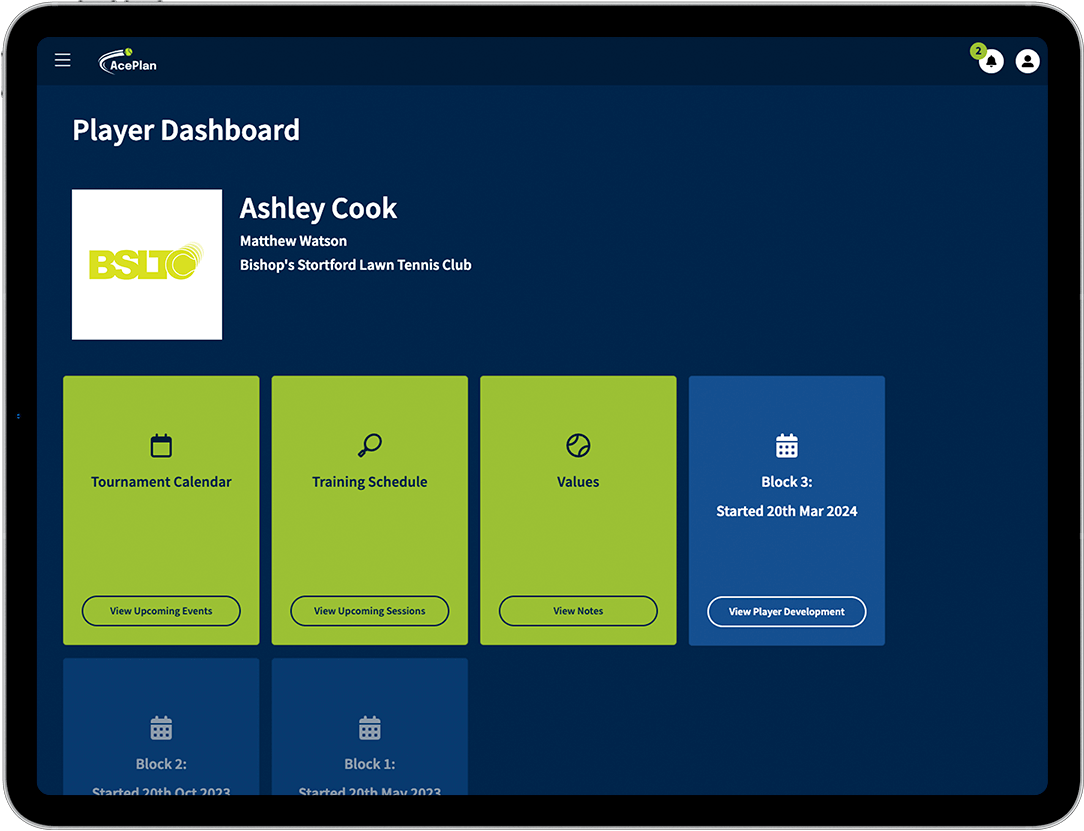 AcePlan
2
Player Dashboard
BSLTC
Ashley Cook
Matthew Watson
Bishop's Stortford Lawn Tennis Club
Tournament Calendar
View Upcoming Events
Training Schedule
View Upcoming Sessions
Values
View Notes
Block 3:
Started 20th Mar 2024
View Player Development
Block 2:
Started 20th Oct 2023
Block 1:
Started 20th May 2023